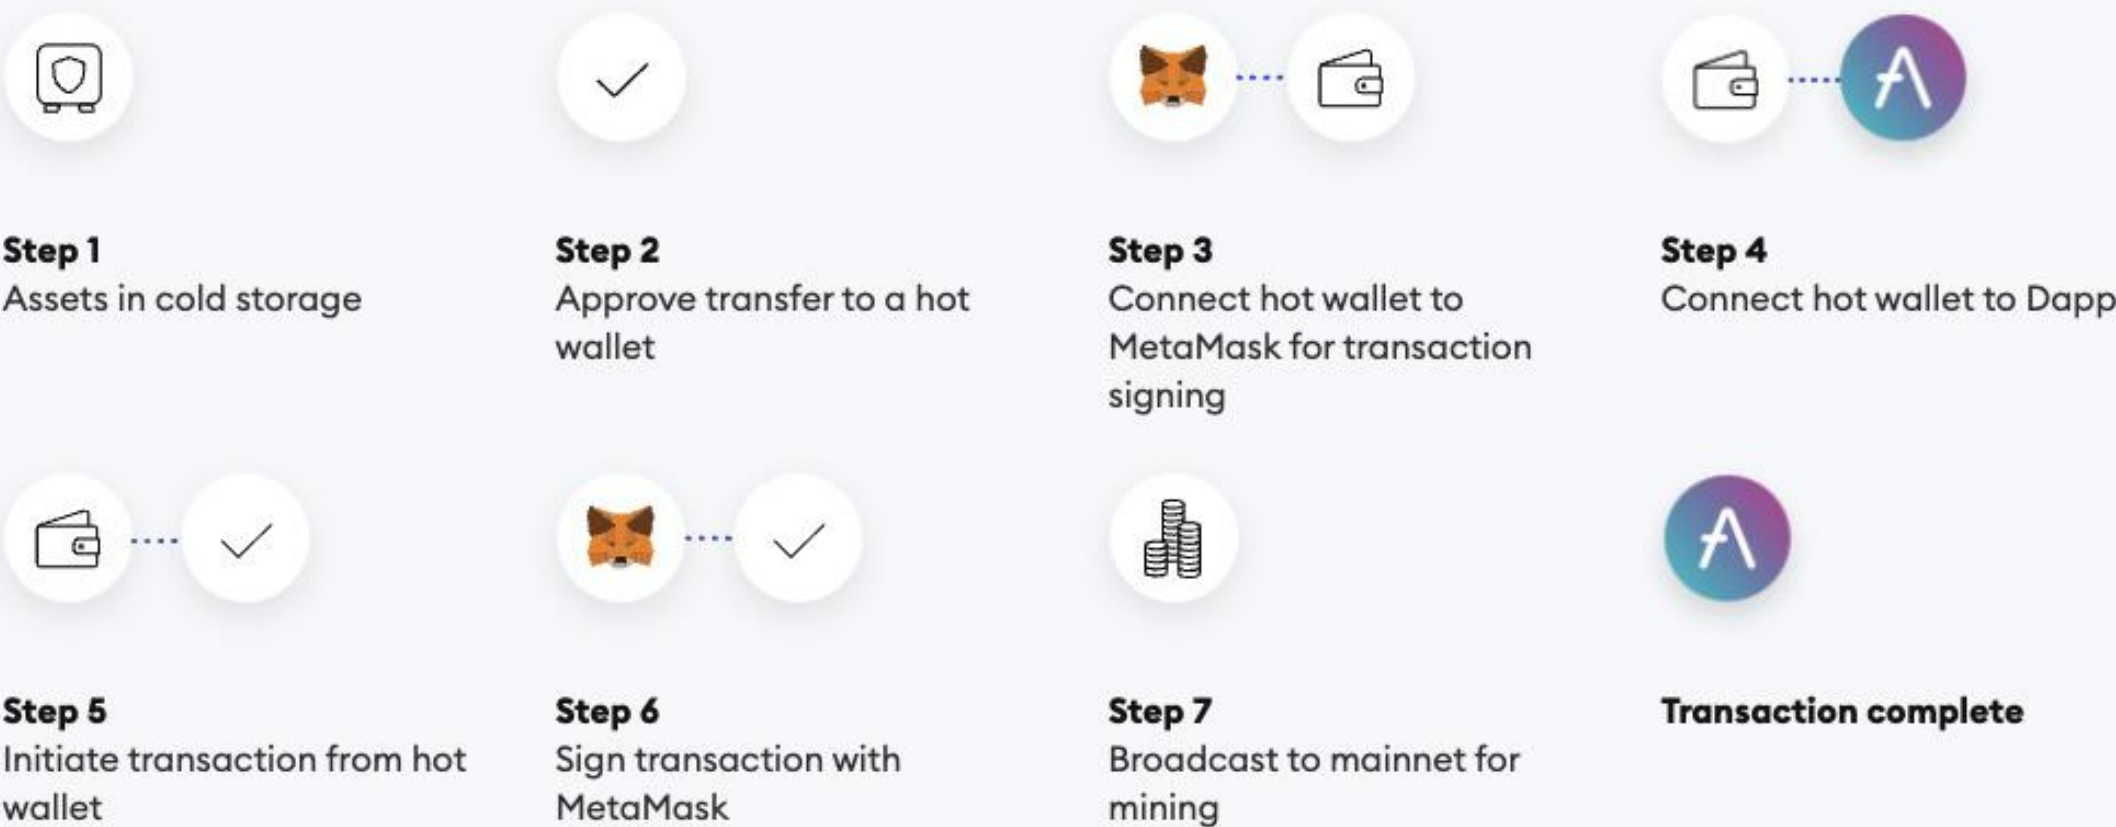 Step 1
Assets in cold storage
Step 2
Approve transfer to a hot
wallet
Step 3
Connect hot wallet to
MetaMask for transaction
signing
Step 4
Connect hot wallet to Dapp
Step 5
Initiate transaction from hot
wallet
Step 6
Sign transaction with
MetaMask
Step 7
Broadcast to mainnet for
mining
Transaction complete